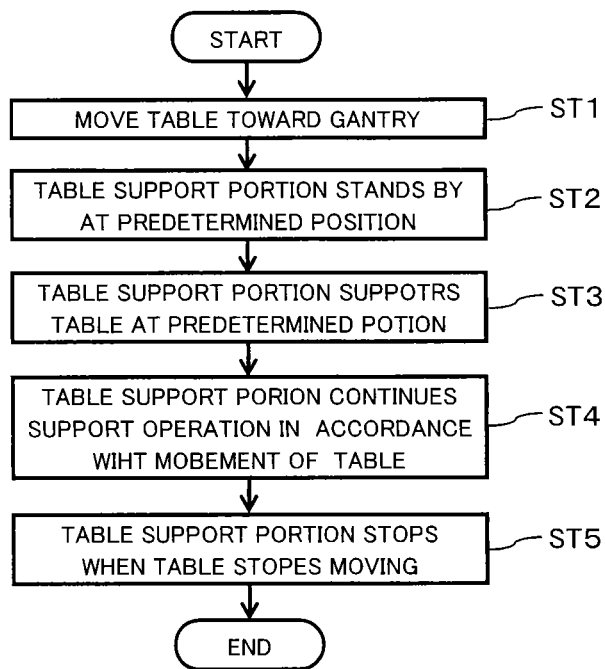 START
MOVE TABLE TOWARD GANTRY
ST1
TABLE SUPPORT PORTION STANDS BY
AT PREDETERMINED POSITION
ST2
TABLE SUPPORT PORTION SUPPOTRS
TABLE AT PREDETERMINED POTION
ST3
TABLE SUPPORT PORION CONTINUES
SUPPORT OPERATION IN ACCORDANCE
WIHT MOBEMENT OF TABLE
ST4
TABLE SUPPORT PORTION STOPS
WHEN TABLE STOPES MOVING
ST5
END